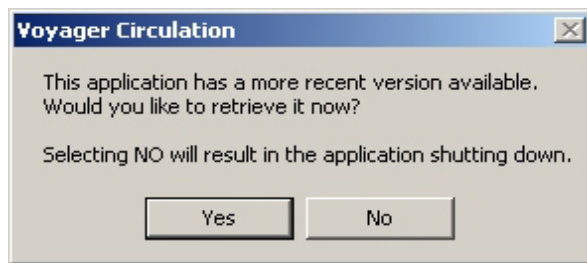 Voyager Circulation
This application has a more recent version available.
Would you like to retrieve it now?
Selecting NO will result in the application shutting down.
Yes No